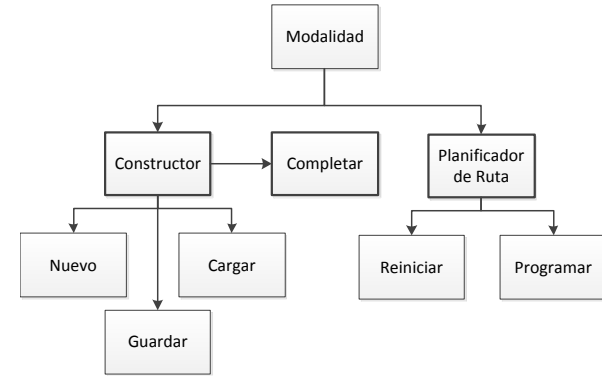 Modalidad
Constructor
Completar
Planificador
de Ruta
Nuevo
Cargar
Reiniciar
Programar
Guardar